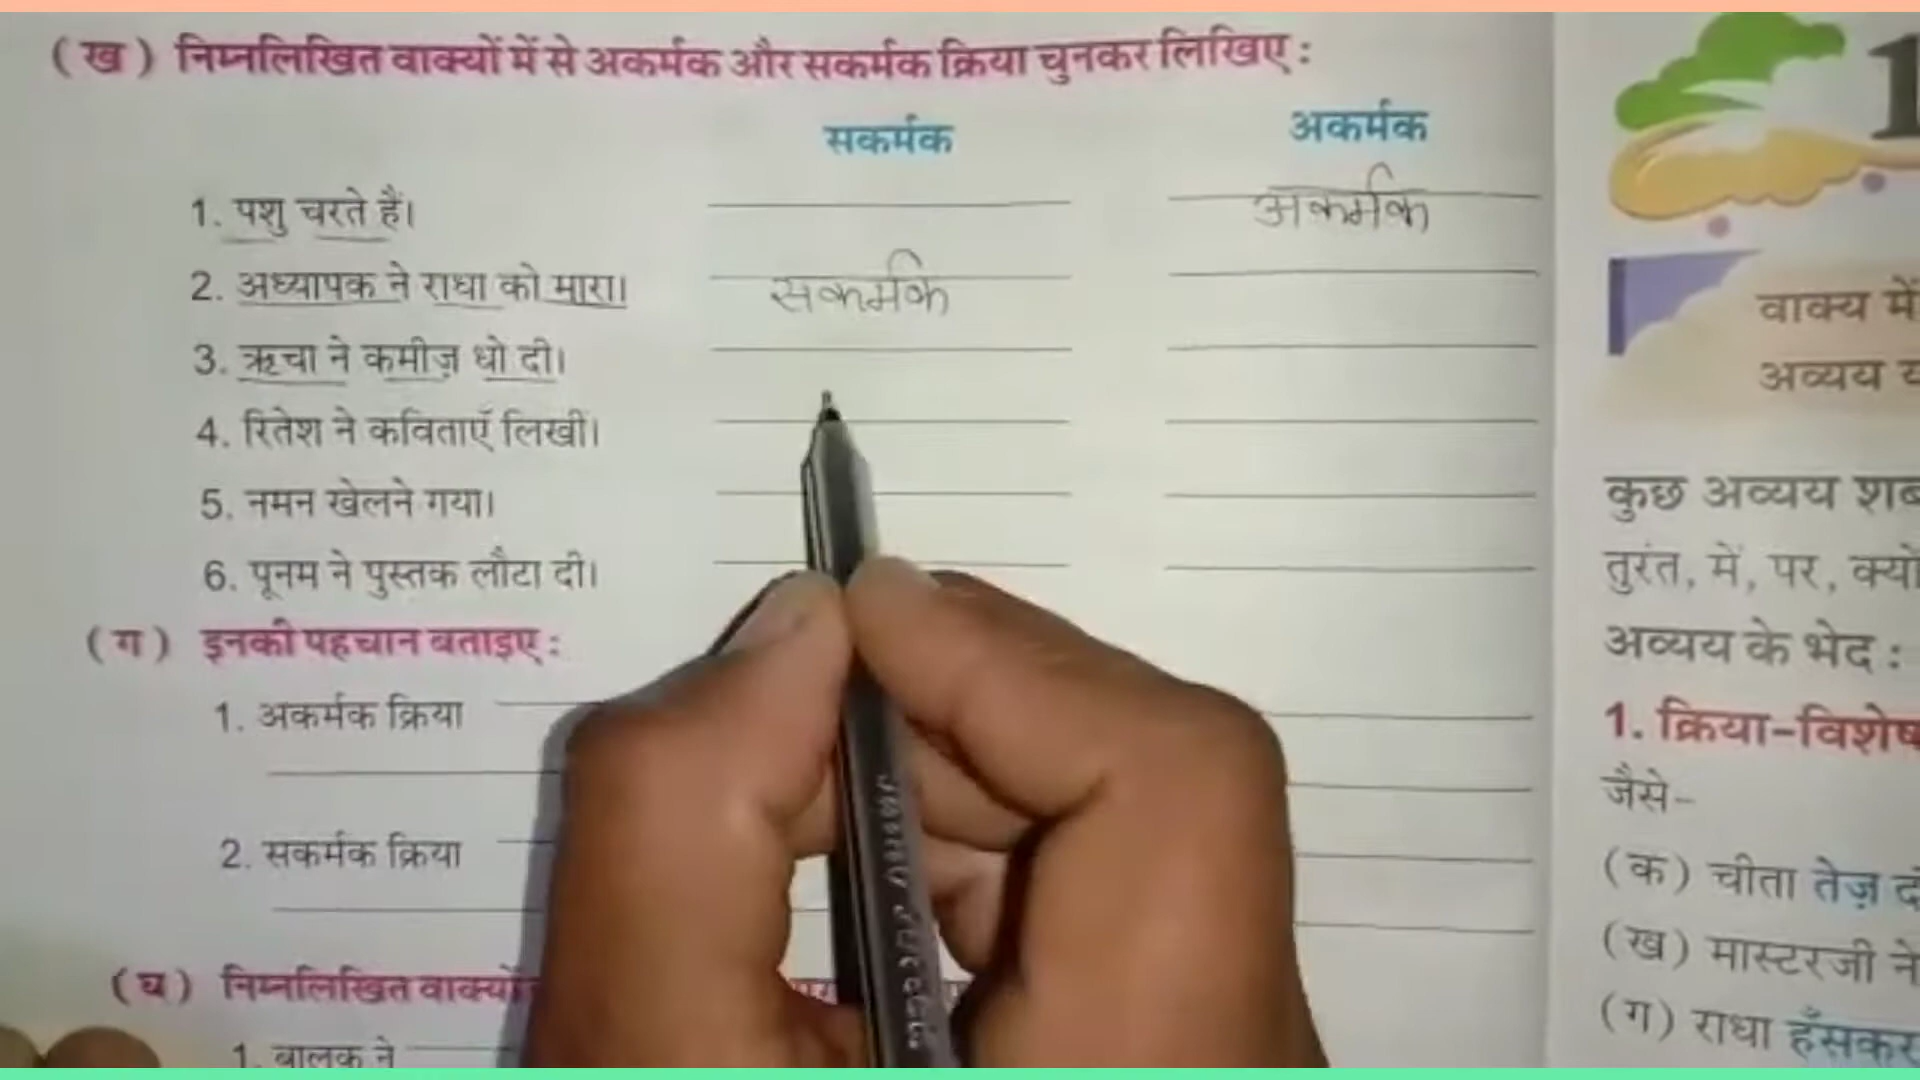 ( ख ) निम्नलिखित वाक्यों में से अकर्मक और सकर्मक क्रिया चुनकर लिखिए :
सकर्मक अकर्मक
1. पशु चरते हैं। अकर्मक
2. अध्यापक ने राधा को मारा। सकर्मक
3. ऋचा ने कमीज़ धो दी।
4. रितेश ने कविताएँ लिखीं।
5. नमन खेलने गया।
6. पूनम ने पुस्तक लौटा दी।
( ग ) इनकी पहचान बताइए :
1. अकर्मक क्रिया
2. सकर्मक क्रिया
( घ ) निम्नलिखित वाक्यों
1. बालक ने
1
वाक्य में
अव्यय
कुछ अव्यय
तुरंत, में, पर,
अव्यय के भेद :
1. क्रिया-विशेष
जैसे-
(क) चीता तेज़
(ख) मास्टरजी ने
(ग) राधा हँसकर